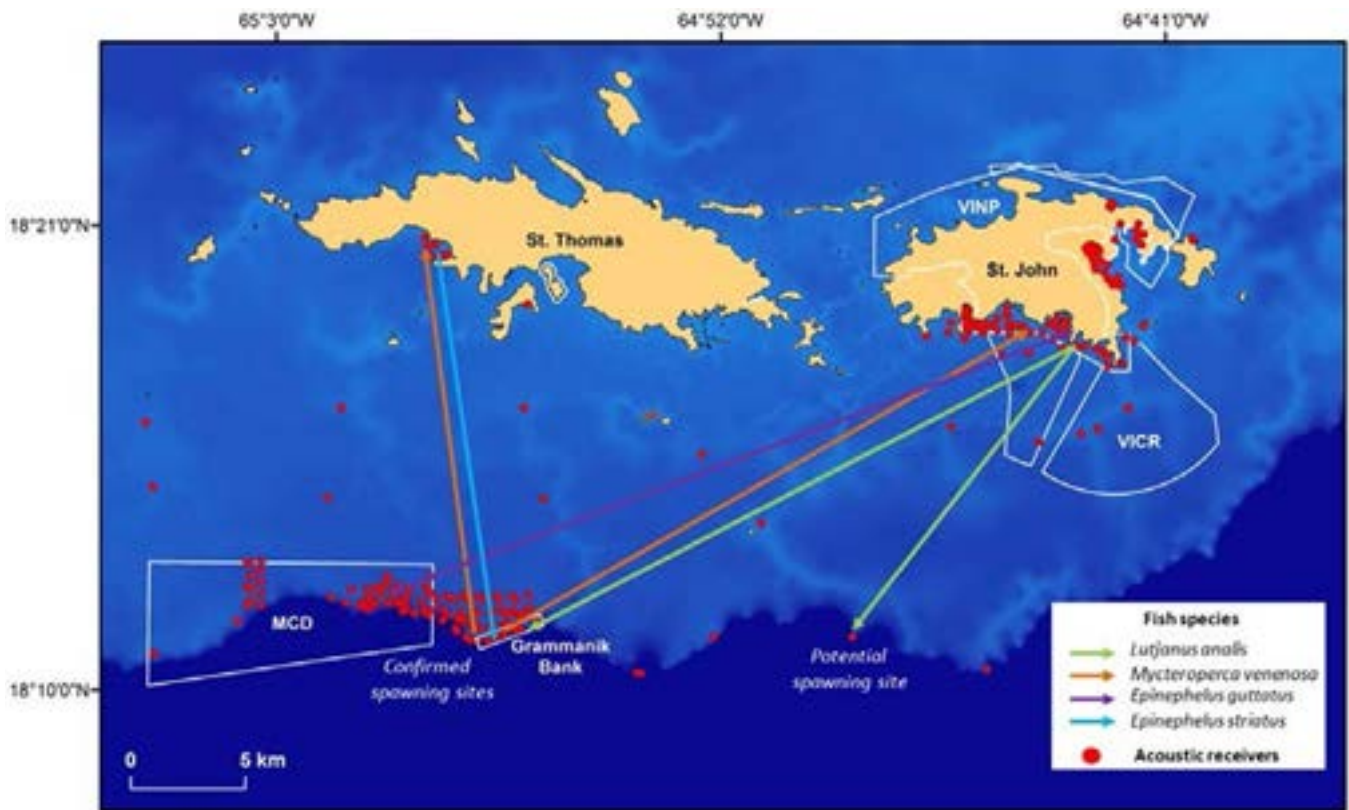 65°3'0"W 64°52'0"W 64°41'0"W
18°21'0"N
VINP
St. Thomas
St. John
VICR
MCD
Grammanik
Bank
Confirmed
spawning sites
Potential
spawning site
18°10'0"N
0 5 km
Fish species
Lutjanus analis
Mycteroperca venenosa
Epinephelus guttatus
Epinephelus striatus
Acoustic receivers